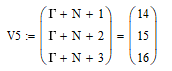 V5 := ( Γ + N + 1 ) = ( 14 )
( Γ + N + 2 ) ( 15 )
( Γ + N + 3 ) ( 16 )